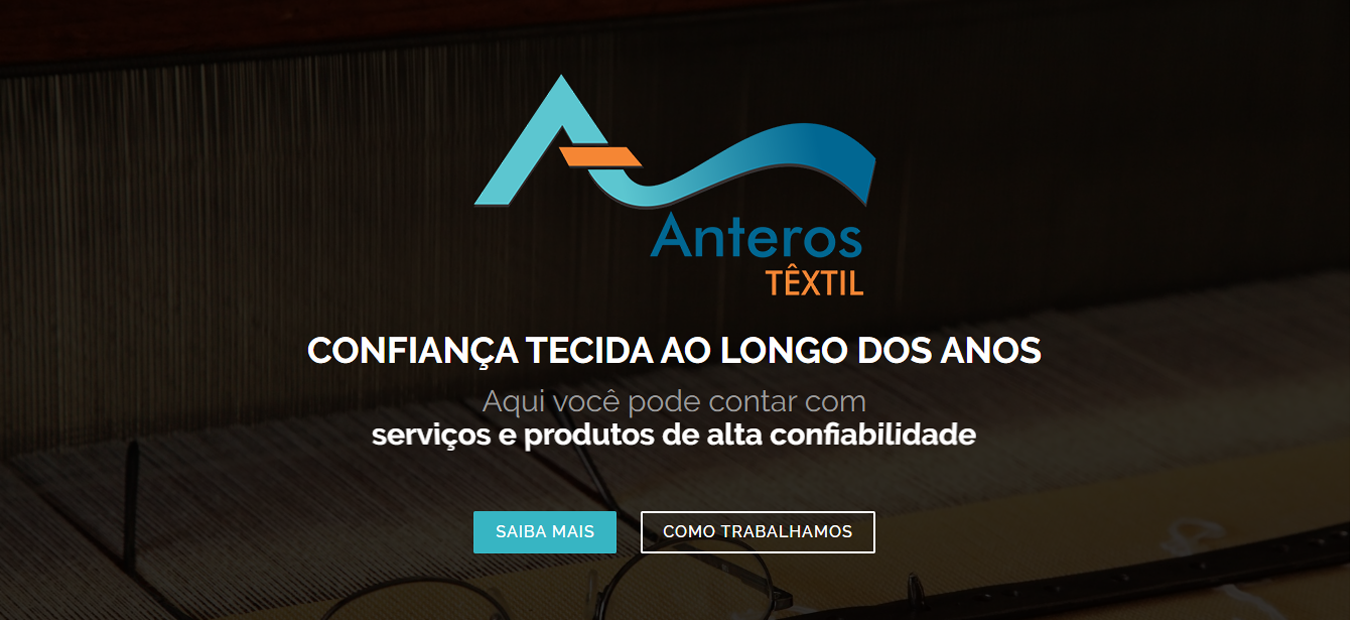 Anteros
TÊXTIL
CONFIANÇA TECIDA AO LONGO DOS ANOS
Aqui você pode contar com
serviços e produtos de alta confiabilidade
SAIBA MAIS
COMO TRABALHAMOS